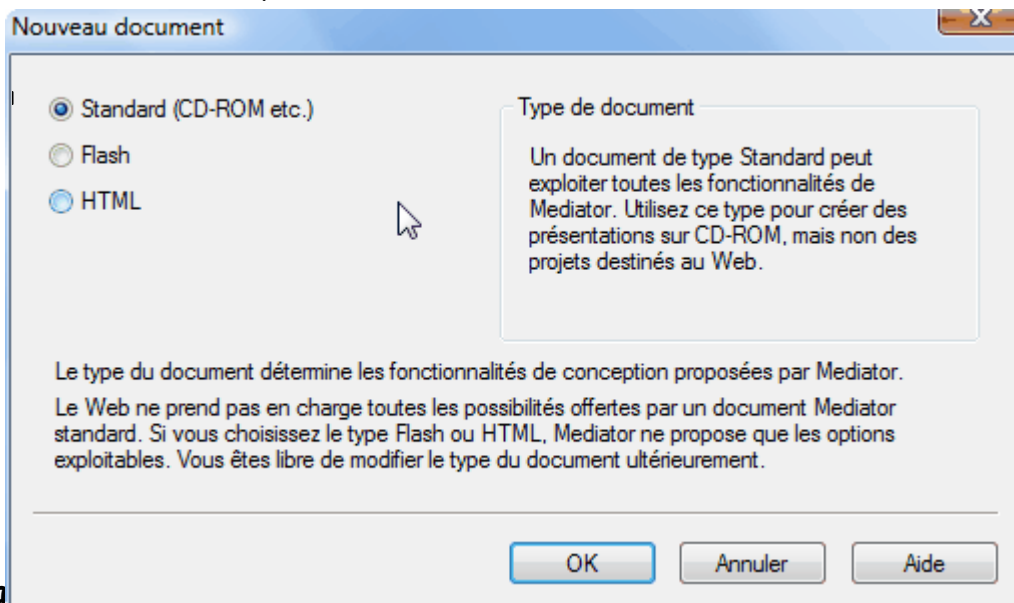 Nouveau document
Standard (CD-ROM etc.)
Flash
HTML
Type de document
Un document de type Standard peut
exploiter toutes les fonctionnalités de
Mediator. Utilisez ce type pour créer des
présentations sur CD-ROM, mais non des
projets destinés au Web.
Le type du document détermine les fonctionnalités de conception proposées par Mediator.
Le Web ne prend pas en charge toutes les possibilités offertes par un document Mediator
standard. Si vous choisissez le type Flash ou HTML, Mediator ne propose que les options
exploitables. Vous êtes libre de modifier le type du document ultérieurement.
OK
Annuler
Aide